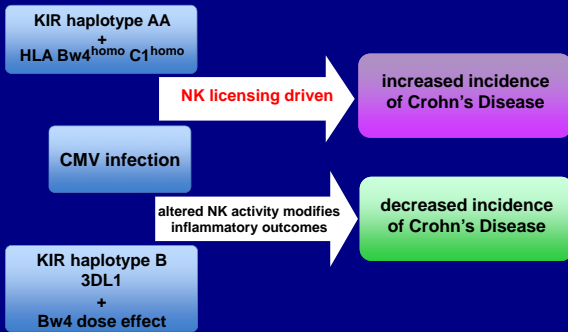 KIR haplotype AA
+
HLA Bw4homo C1homo
NK licensing driven
increased incidence
of Crohn's Disease
CMV infection
altered NK activity modifies
inflammatory outcomes
decreased incidence
of Crohn's Disease
KIR haplotype B
3DL1
+
Bw4 dose effect